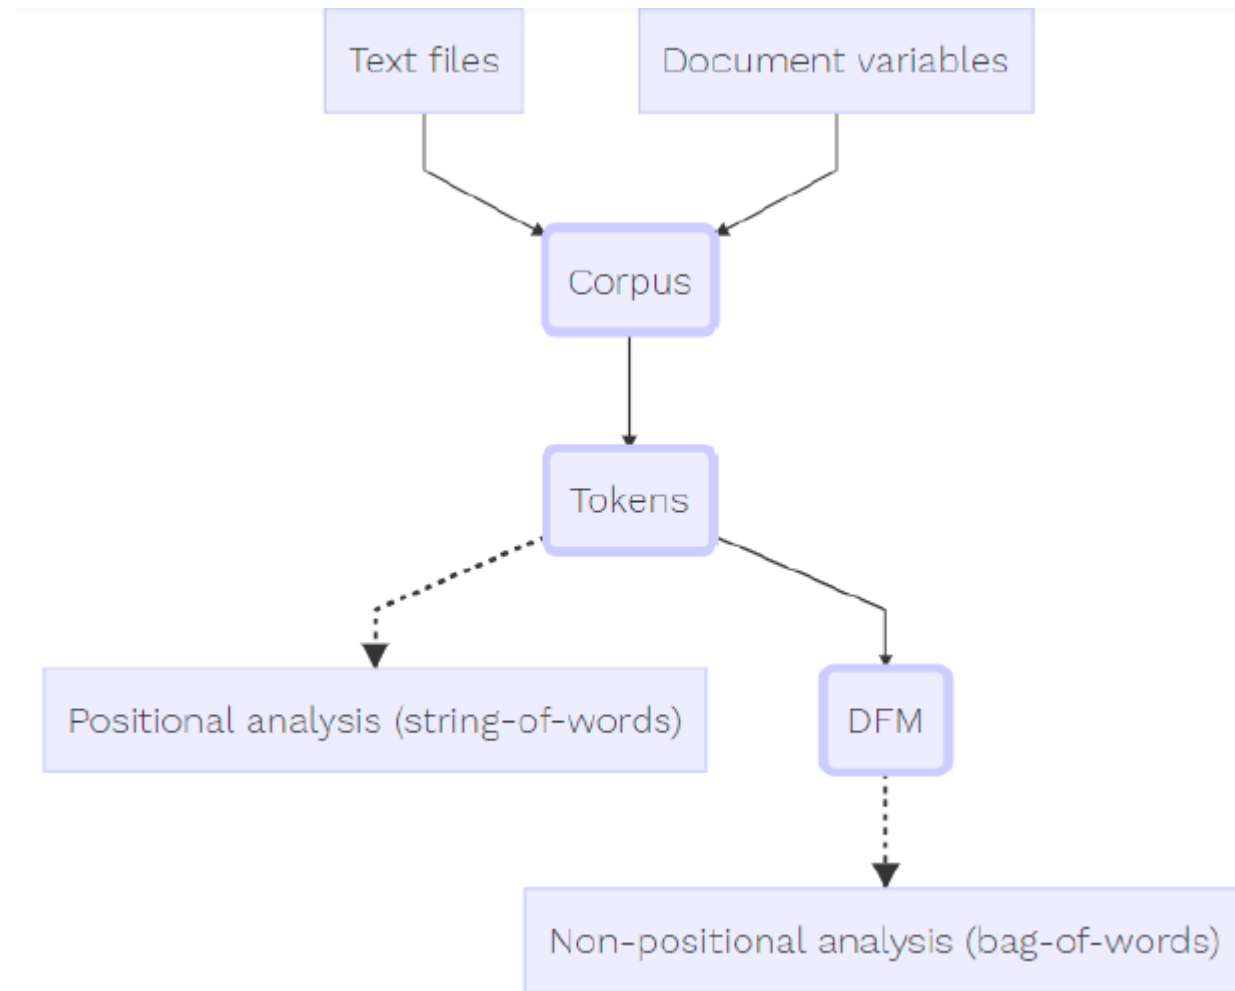 Text files
Document variables
Corpus
Tokens
Positional analysis (string-of-words)
DFM
Non-positional analysis (bag-of-words)